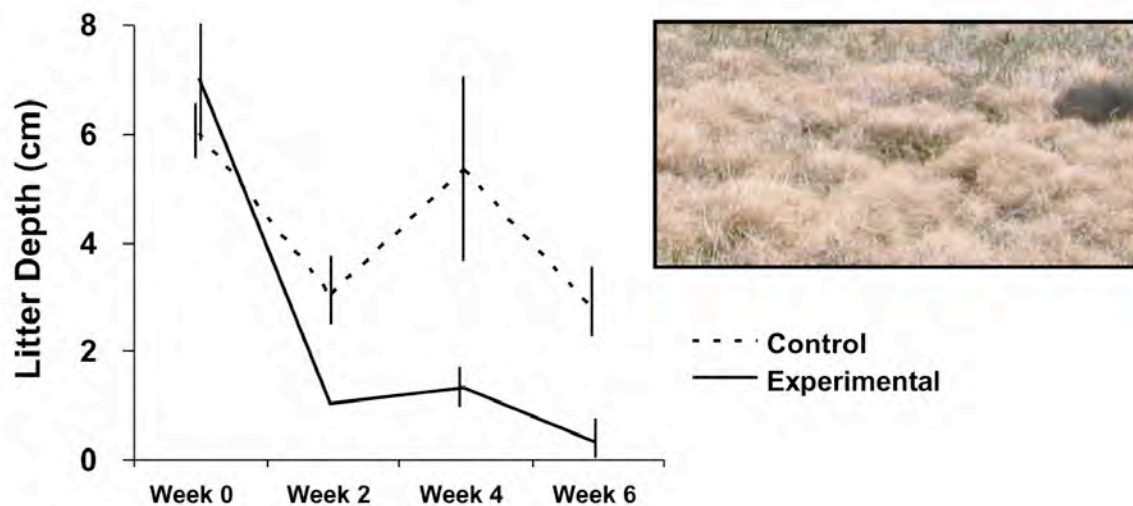 Litter Depth (cm)
8
6
4
2
0
Week 0
Week 2
Week 4
Week 6
Control
Experimental